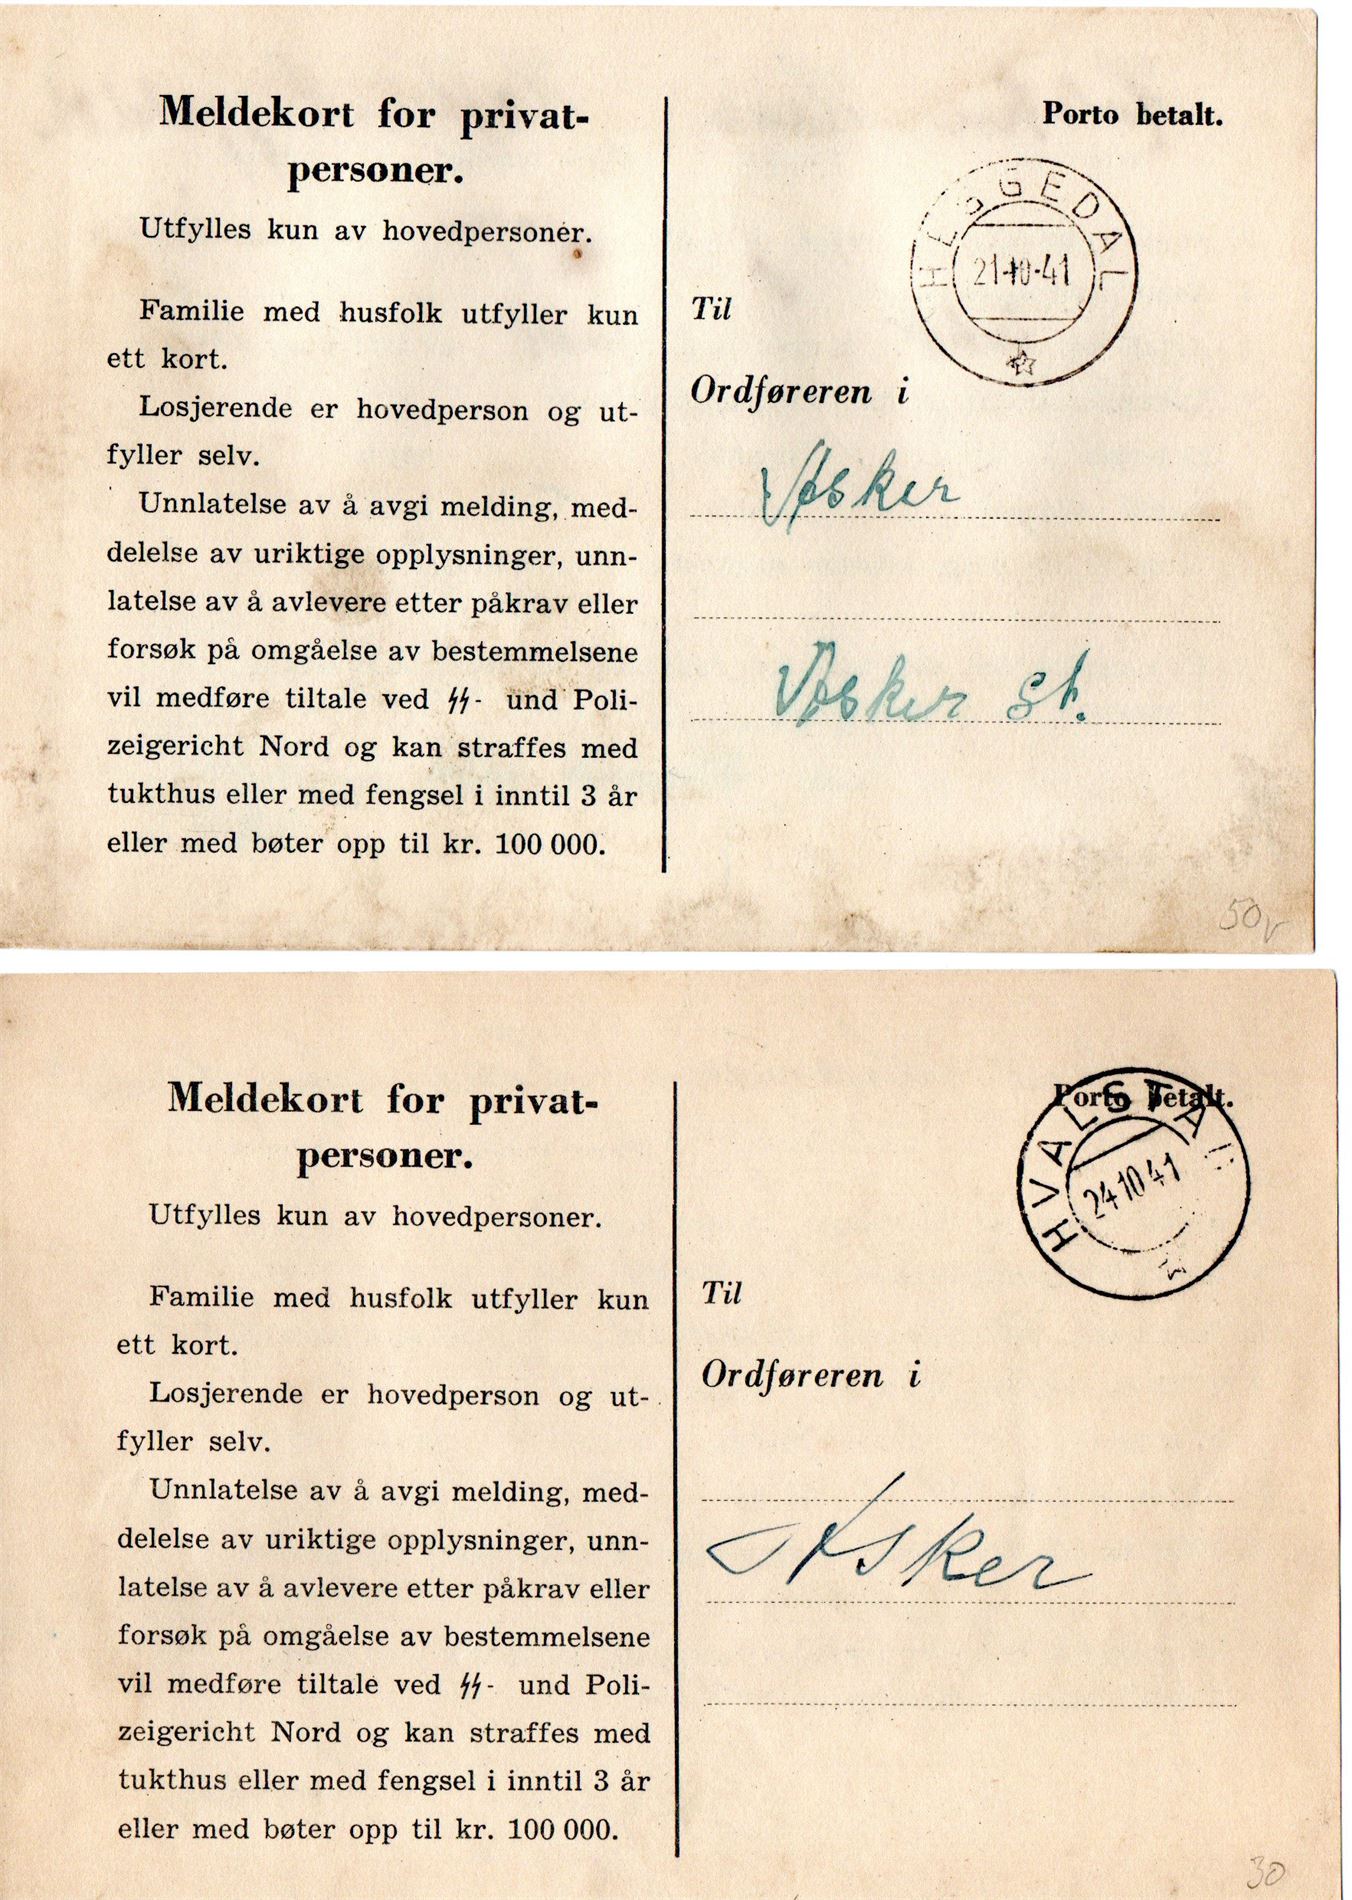 Meldekort for privat-
personer.
Utfylles kun av hovedpersoner.
Familie med husfolk utfyller kun
ett kort.
Losjerende er hovedperson og ut-
fyller selv.
Unnlatelse av å avgi melding, med-
delelse av uriktige opplysninger, unn-
latelse av å avlevere etter påkrav eller
forsøk på omgåelse av bestemmelsene
vil medføre tiltale ved ᛋᛋ- und Poli-
zeigericht Nord og kan straffes med
tukthus eller med fengsel i inntil 3 år
eller med bøter opp til kr. 100 000.
Porto betalt.
HEGGEDAL
21-10-41
Til
Ordføreren i
Asker
Asker st.
50,-
Meldekort for privat-
personer.
Utfylles kun av hovedpersoner.
Familie med husfolk utfyller kun
ett kort.
Losjerende er hovedperson og ut-
fyller selv.
Unnlatelse av å avgi melding, med-
delelse av uriktige opplysninger, unn-
latelse av å avlevere etter påkrav eller
forsøk på omgåelse av bestemmelsene
vil medføre tiltale ved ᛋᛋ- und Poli-
zeigericht Nord og kan straffes med
tukthus eller med fengsel i inntil 3 år
eller med bøter opp til kr. 100 000.
Porto betalt.
HVALSTAD
24 10 41
Til
Ordføreren i
Asker
30